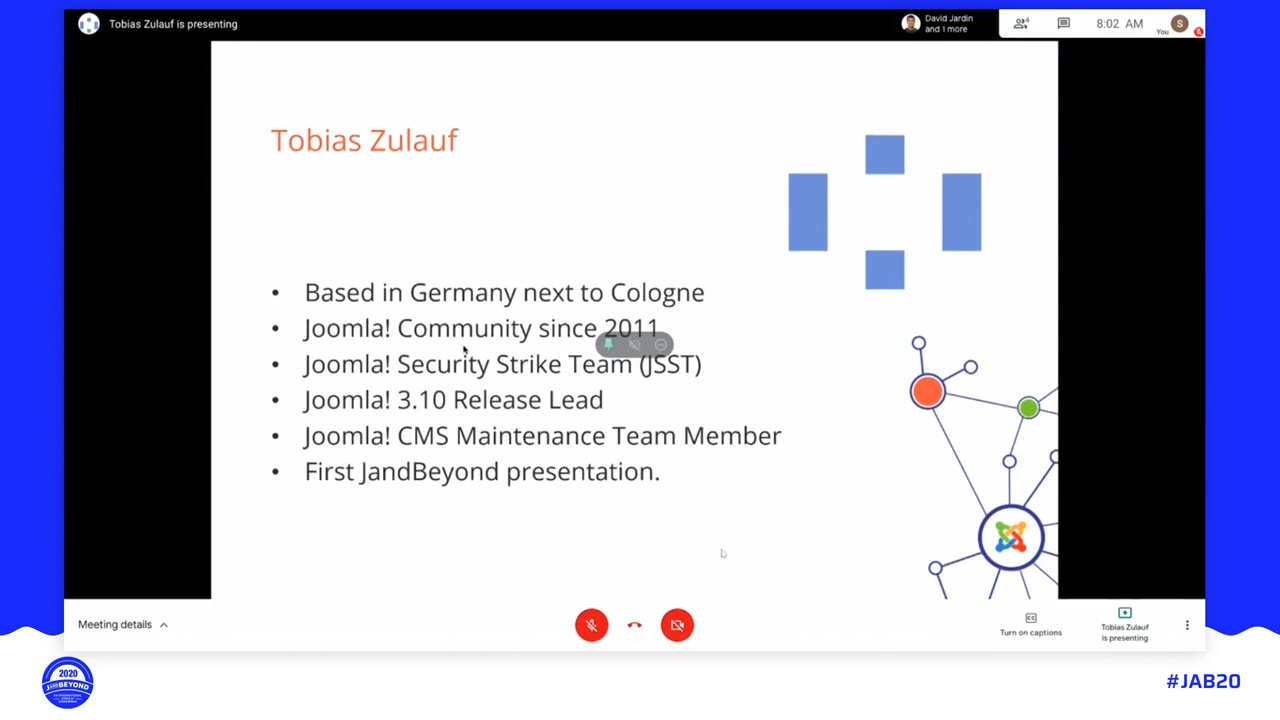 Tobias Zulauf is presenting
David Jardin
and 1 more
4
8:02 AM
You
S
Tobias Zulauf
• Based in Germany next to Cologne
• Joomla! Community since 2011
• Joomla! Security Strike Team (JSST)
• Joomla! 3.10 Release Lead
• Joomla! CMS Maintenance Team Member
• First JandBeyond presentation.
Meeting details
CC
Turn on captions
Tobias Zulauf
is presenting
2020
JANDBEYOND
#JAB20